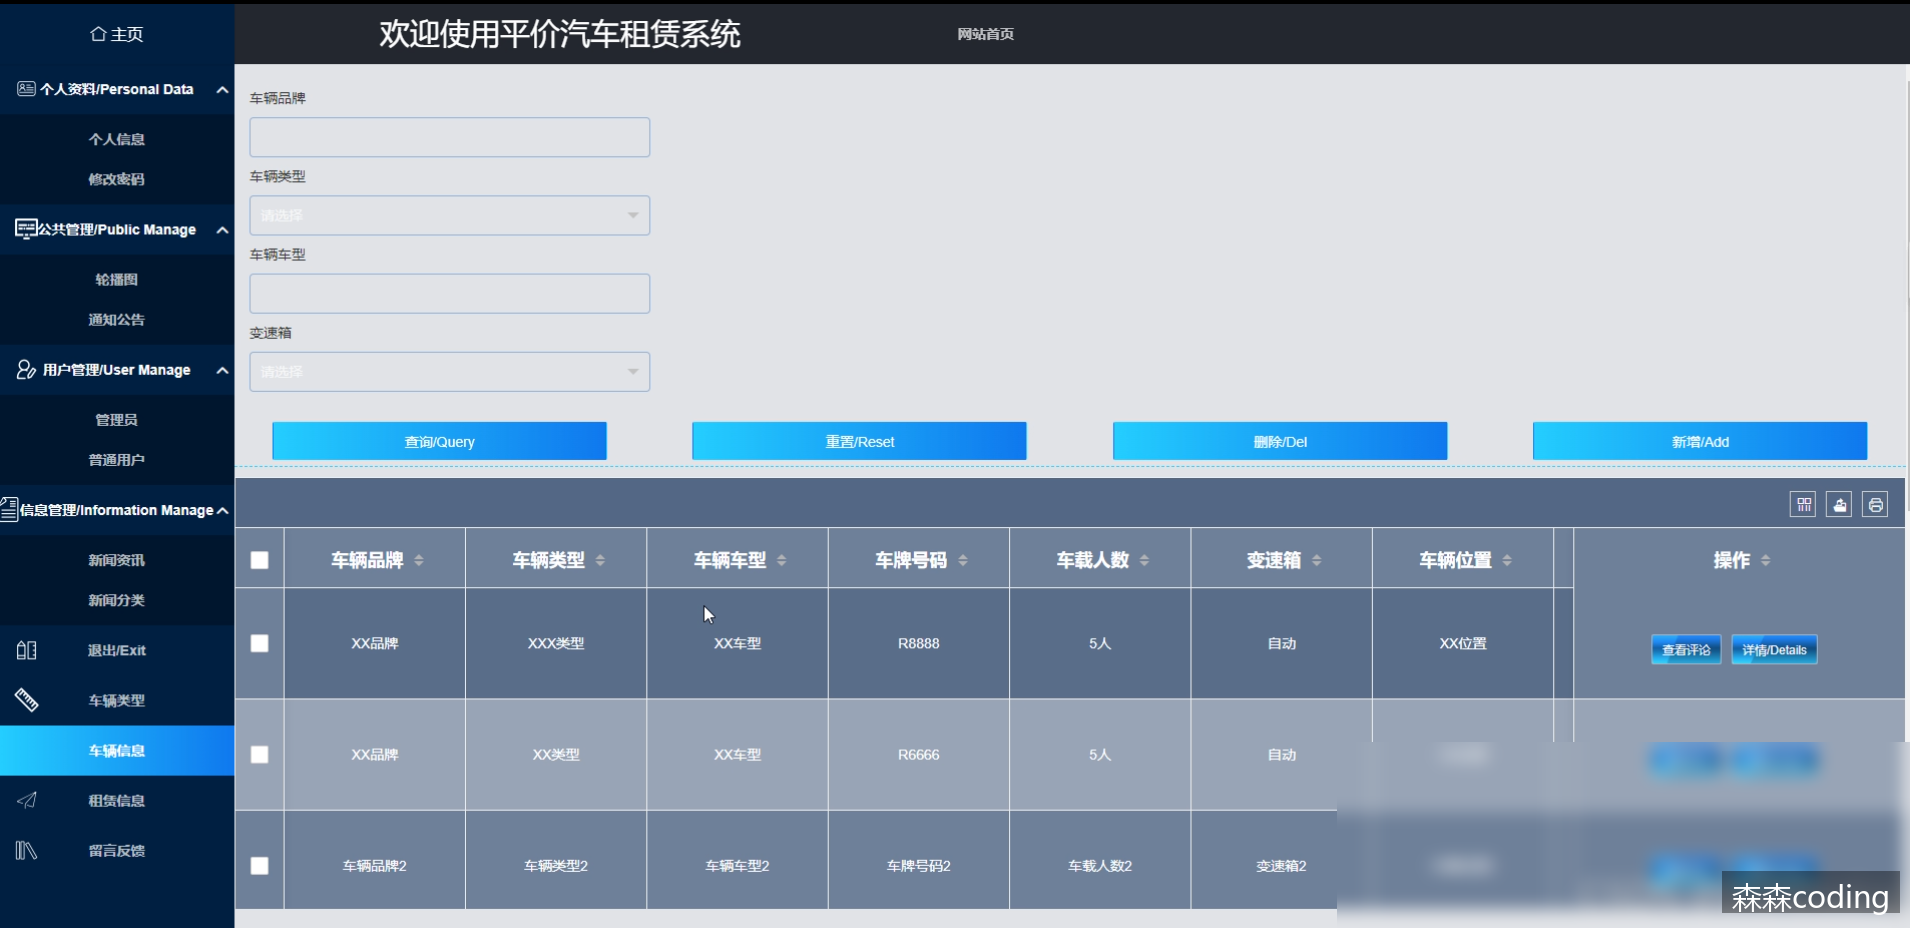 主页
欢迎使用平价汽车租赁系统
网站首页
个人资料/Personal Data
个人信息
修改密码
公共管理/Public Manage
轮播图
通知公告
用户管理/User Manage
管理员
普通用户
信息管理/Information Manage
新闻资讯
新闻分类
退出/Exit
车辆类型
车辆信息
租赁信息
留言反馈
车辆品牌
车辆类型
请选择
车辆车型
变速箱
请选择
查询/Query 重置/Reset 删除/Del 新增/Add
车辆品牌 车辆类型 车辆车型 车牌号码 车载人数 变速箱 车辆位置 操作
XX品牌 XXX类型 XX车型 R8888 5人 自动 XX位置 查看评论 详情/Details
XX品牌 XX类型 XX车型 R6666 5人 自动
车辆品牌2 车辆类型2 车辆车型2 车牌号码2 车载人数2 变速箱2
森森coding